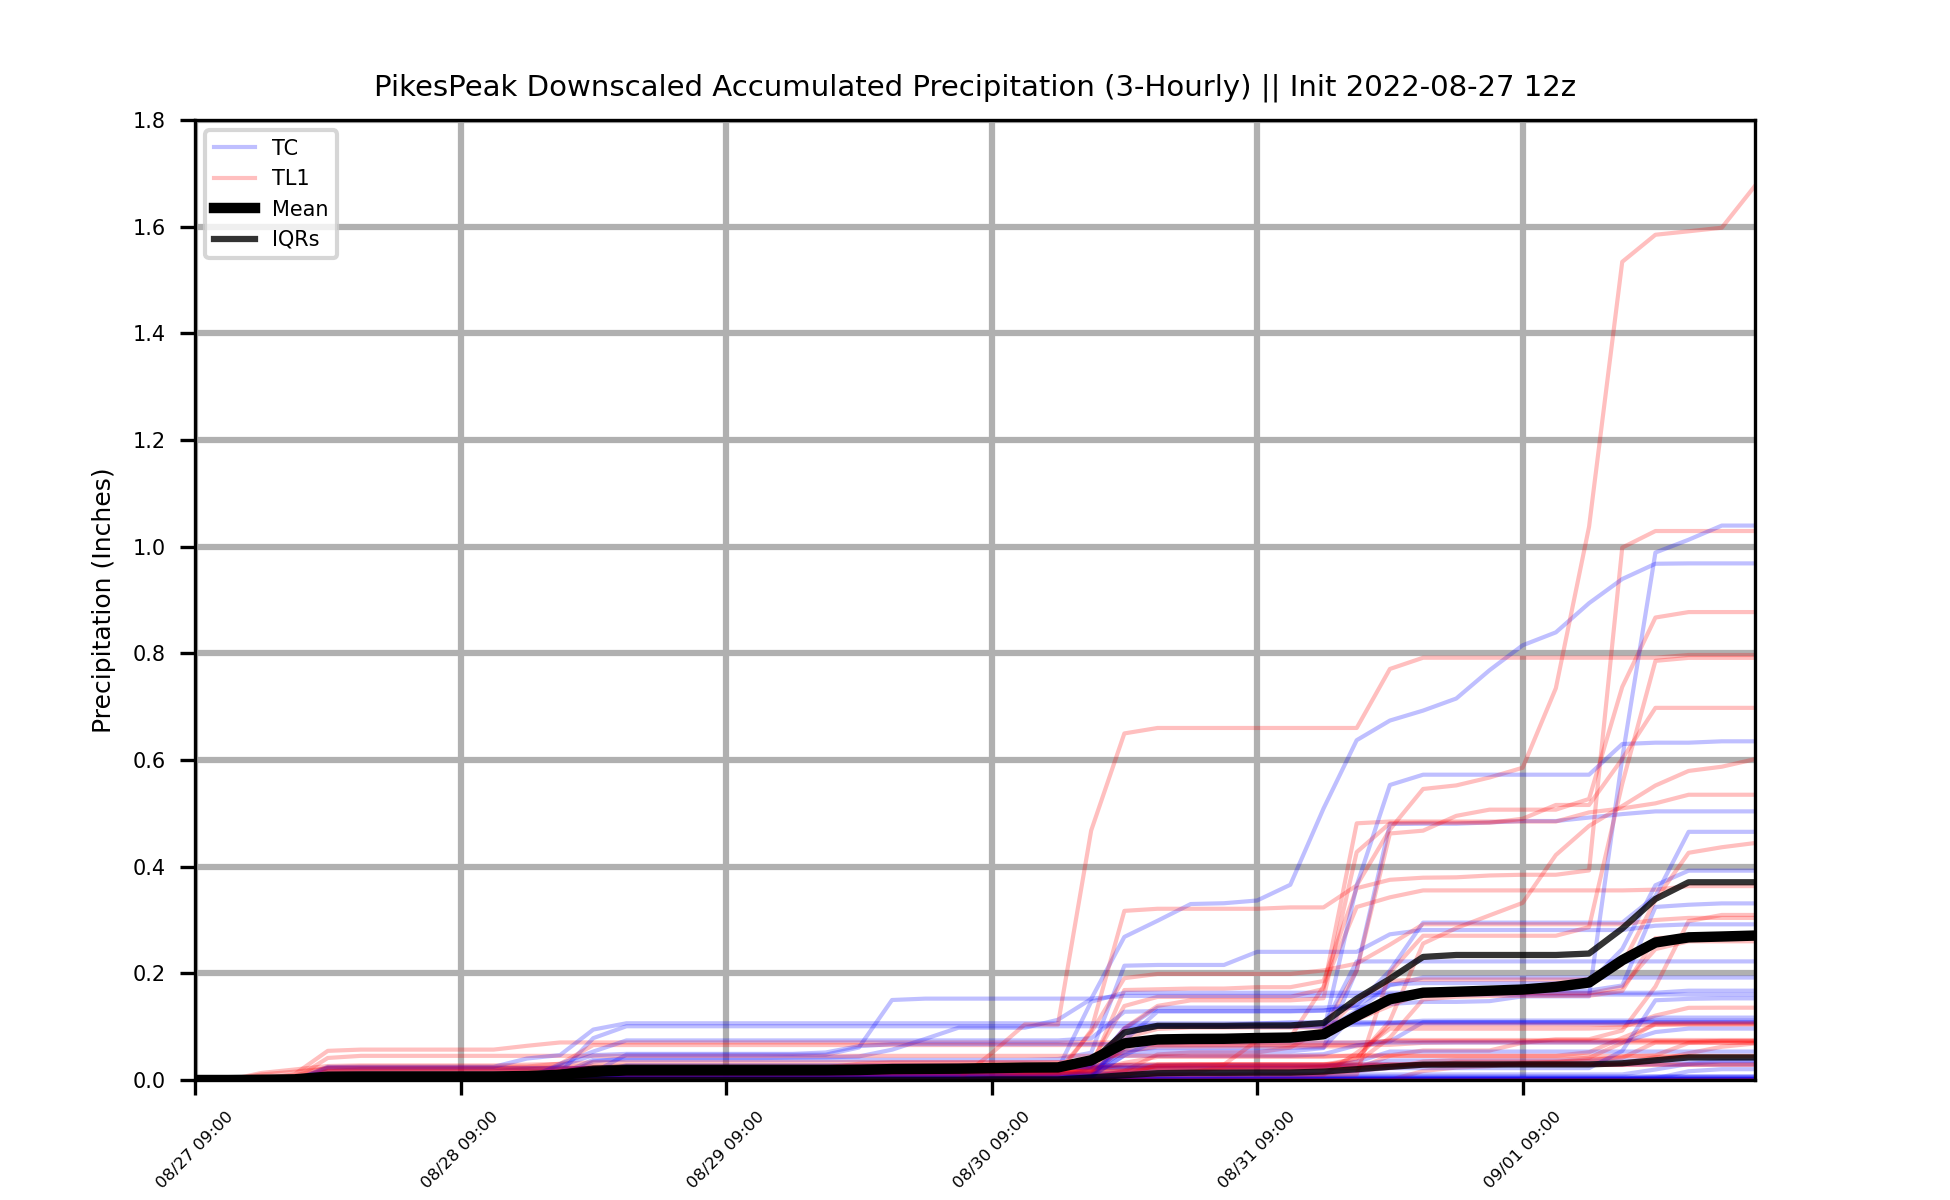 PikesPeak Downscaled Accumulated Precipitation (3-Hourly) || Init 2022-08-27 12z
TC
TL1
Mean
IQRs
Precipitation (Inches)
1.8
1.6
1.4
1.2
1.0
0.8
0.6
0.4
0.2
0.0
08/27 09:00
08/28 09:00
08/29 09:00
08/30 09:00
08/31 09:00
09/01 09:00